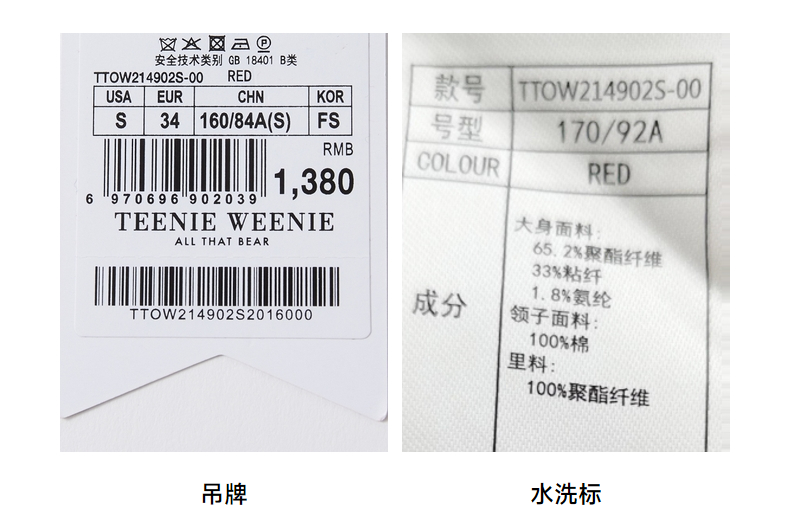 安全技术类别 GB 18401 B类
TTOW214902S-00 RED
USA EUR CHN KOR
S 34 160/84A(S) FS
RMB
1,380
6 970696 902039
TEENIE WEENIE
ALL THAT BEAR
TTOW214902S2016000
吊牌
款号 TTOW214902S-00
号型 170/92A
COLOUR RED
成分
大身面料:
65.2%聚酯纤维
33%粘纤
1.8%氨纶
领子面料:
100%棉
里料:
100%聚酯纤维
水洗标